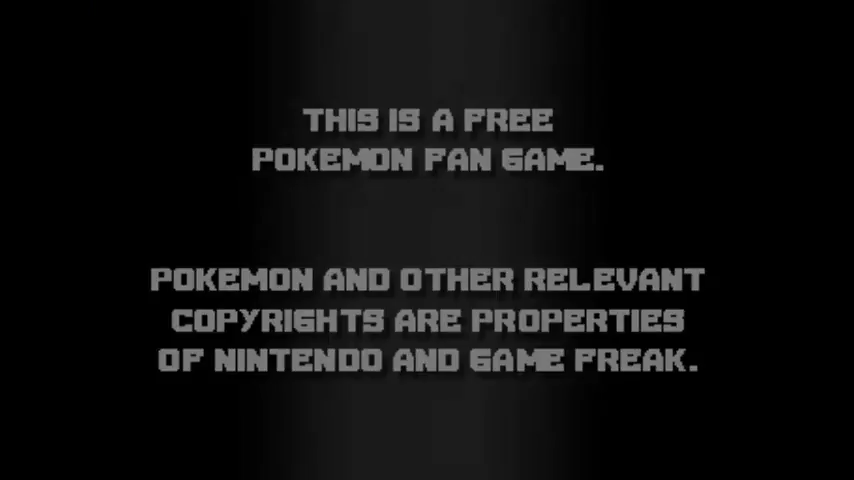 THIS IS A FREE
POKEMON FAN GAME.
POKEMON AND OTHER RELEVANT
COPYRIGHTS ARE PROPERTIES
OF NINTENDO AND GAME FREAK.